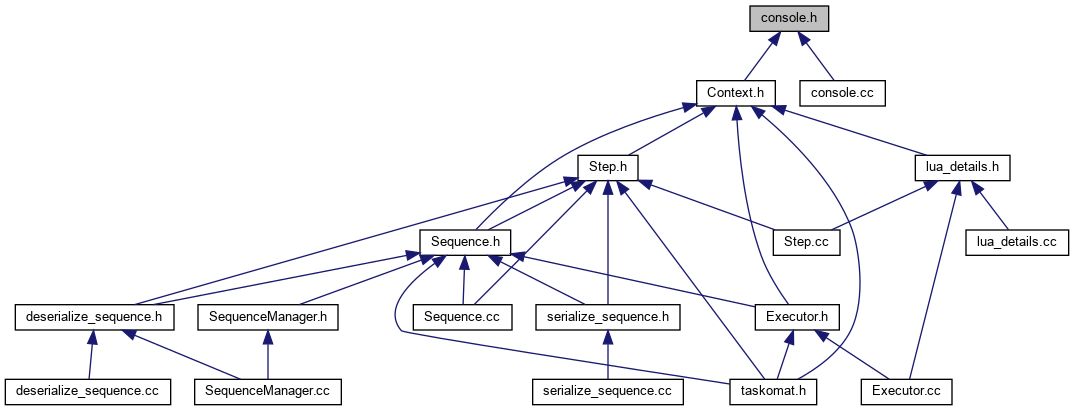 console.h
Context.h
console.cc
Step.h
lua_details.h
Sequence.h
Step.cc
lua_details.cc
deserialize_sequence.h
SequenceManager.h
Sequence.cc
serialize_sequence.h
Executor.h
deserialize_sequence.cc
SequenceManager.cc
serialize_sequence.cc
taskomat.h
Executor.cc